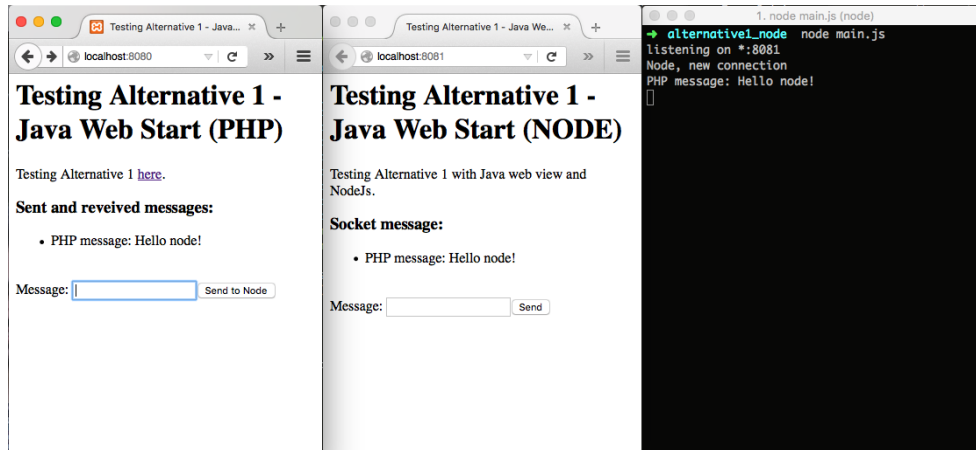 Testing Alternative 1 - Java...
localhost:8080
Testing Alternative 1 -
Java Web Start (PHP)
Testing Alternative 1 here.
Sent and reveived messages:
• PHP message: Hello node!
Message:
Send to Node
Testing Alternative 1 - Java We...
localhost:8081
Testing Alternative 1 -
Java Web Start (NODE)
Testing Alternative 1 with Java web view and
NodeJs.
Socket message:
• PHP message: Hello node!
Message:
Send
1. node main.js (node)
➜ alternative1_node node main.js
listening on *:8081
Node, new connection
PHP message: Hello node!